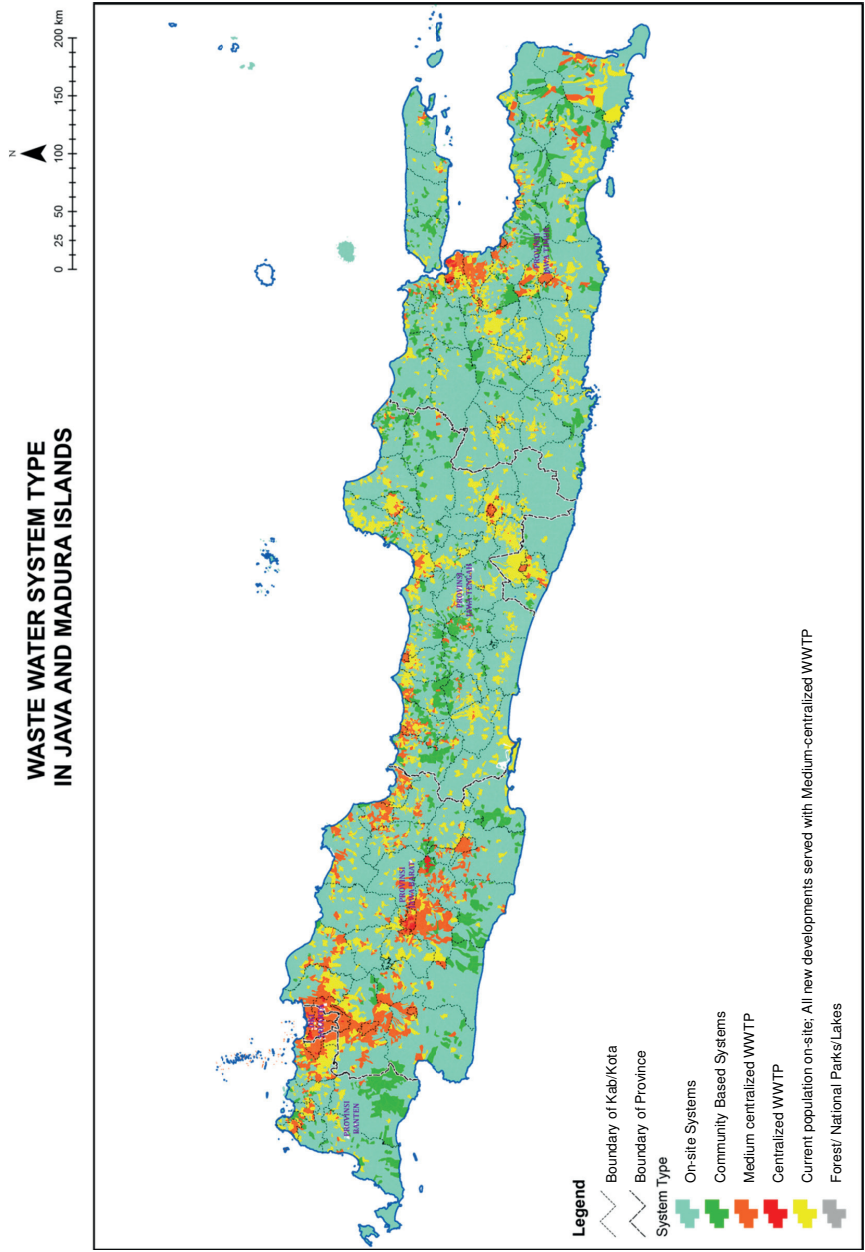 WASTE WATER SYSTEM TYPE
IN JAVA AND MADURA ISLANDS
N
0 25 50 100 150 200 km
PROVINSI
BANTEN
PROVINSI
JAWA BARAT
PROVINSI
JAWA TENGAH
PROVINSI
JAWA TIMUR
Legend
Boundary of Kab/Kota
Boundary of Province
System Type
On-site Systems
Community Based Systems
Medium centralized WWTP
Centralized WWTP
Current population on-site; All new developments served with Medium-centralized WWTP
Forest/ National Parks/Lakes